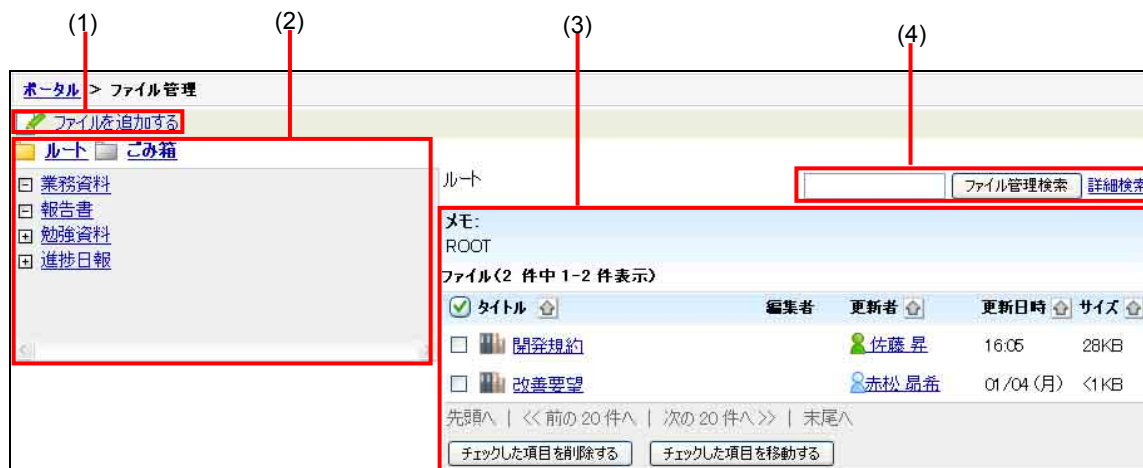 (1) (2) (3) (4)
ポータル > ファイル管理
ファイルを追加する
ルート ごみ箱
業務資料
報告書
勉強資料
進捗日報
ルート ファイル管理検索 詳細検索
メモ:
ROOT
ファイル(2 件中 1-2 件表示)
タイトル 編集者 更新者 更新日時 サイズ
開発規約 佐藤 昇 16:05 28KB
改善要望 赤松 昂希 01/04 (月) <1KB
先頭へ | << 前の 20 件へ | 次の 20 件へ >> | 末尾へ
チェックした項目を削除する チェックした項目を移動する